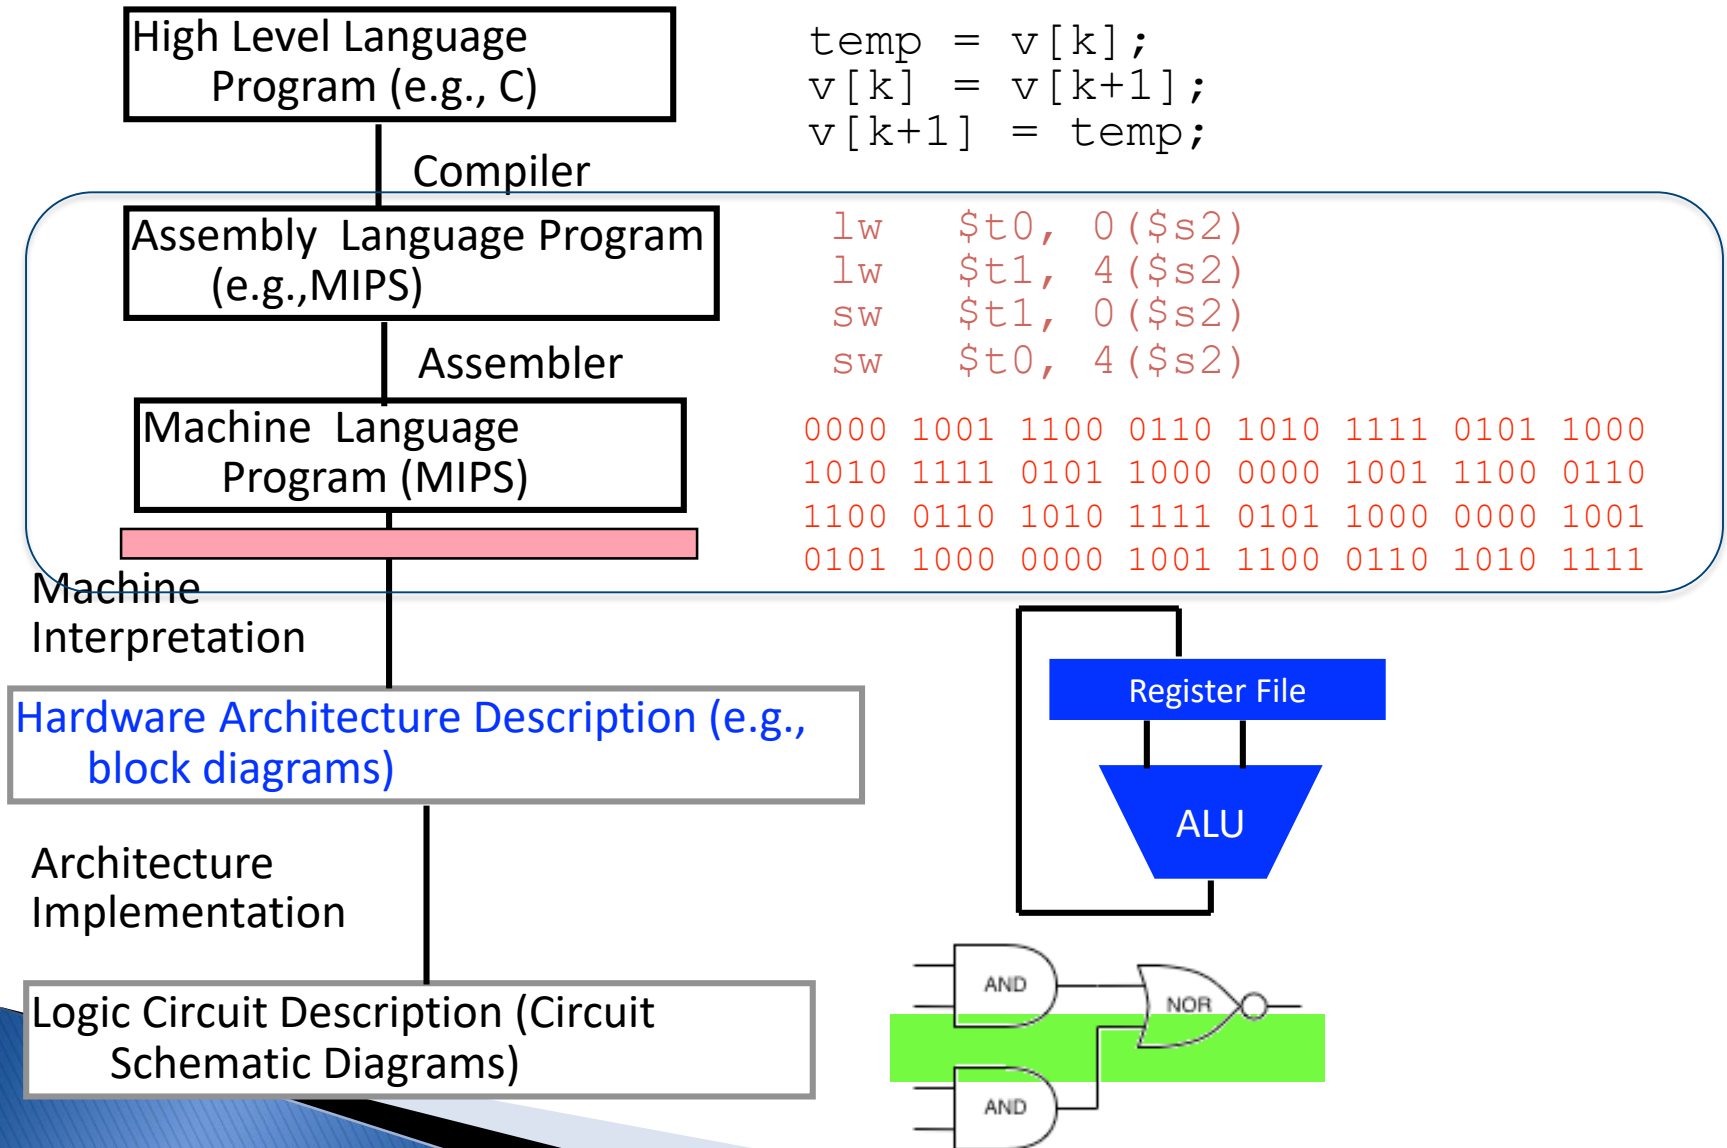 High Level Language
Program (e.g., C)
temp = v[k];
v[k] = v[k+1];
v[k+1] = temp;
Compiler
Assembly  Language Program
(e.g.,MIPS)
lw   $t0, 0($s2)
lw   $t1, 4($s2)
sw   $t1, 0($s2)
sw   $t0, 4($s2)
Assembler
Machine  Language
Program (MIPS)
0000 1001 1100 0110 1010 1111 0101 1000
1010 1111 0101 1000 0000 1001 1100 0110
1100 0110 1010 1111 0101 1000 0000 1001
0101 1000 0000 1001 1100 0110 1010 1111
Machine
Interpretation
Register File
Hardware Architecture Description (e.g.,
block diagrams)
ALU
Architecture
Implementation
Logic Circuit Description (Circuit
Schematic Diagrams)
AND
NOR
AND